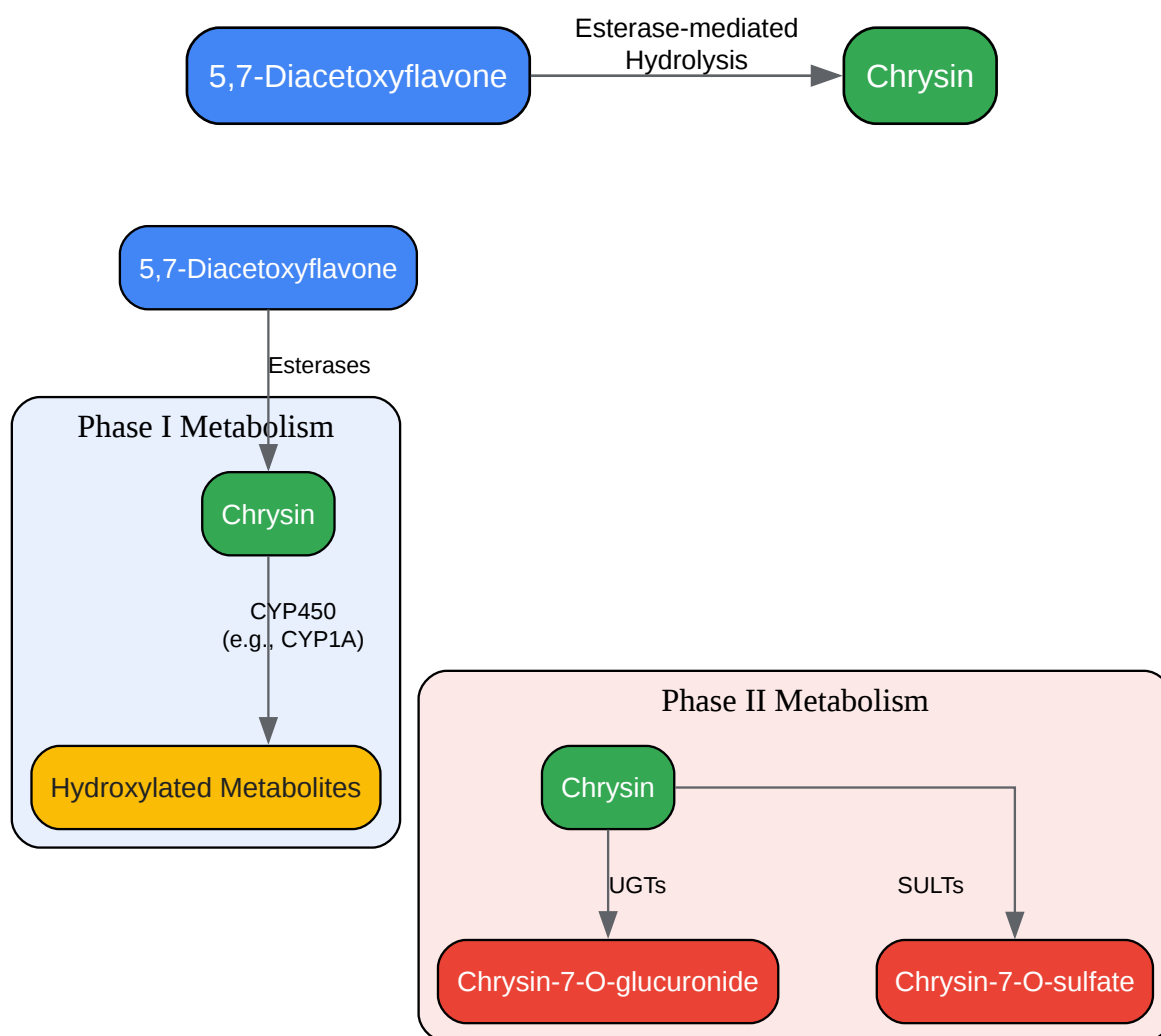 Esterase-mediated
Hydrolysis
5,7-Diacetoxyflavone
Chrysin
5,7-Diacetoxyflavone
Esterases
Phase I Metabolism
Chrysin
CYP450
(e.g., CYP1A)
Hydroxylated Metabolites
Phase II Metabolism
Chrysin
UGTs
SULTs
Chrysin-7-O-glucuronide
Chrysin-7-O-sulfate